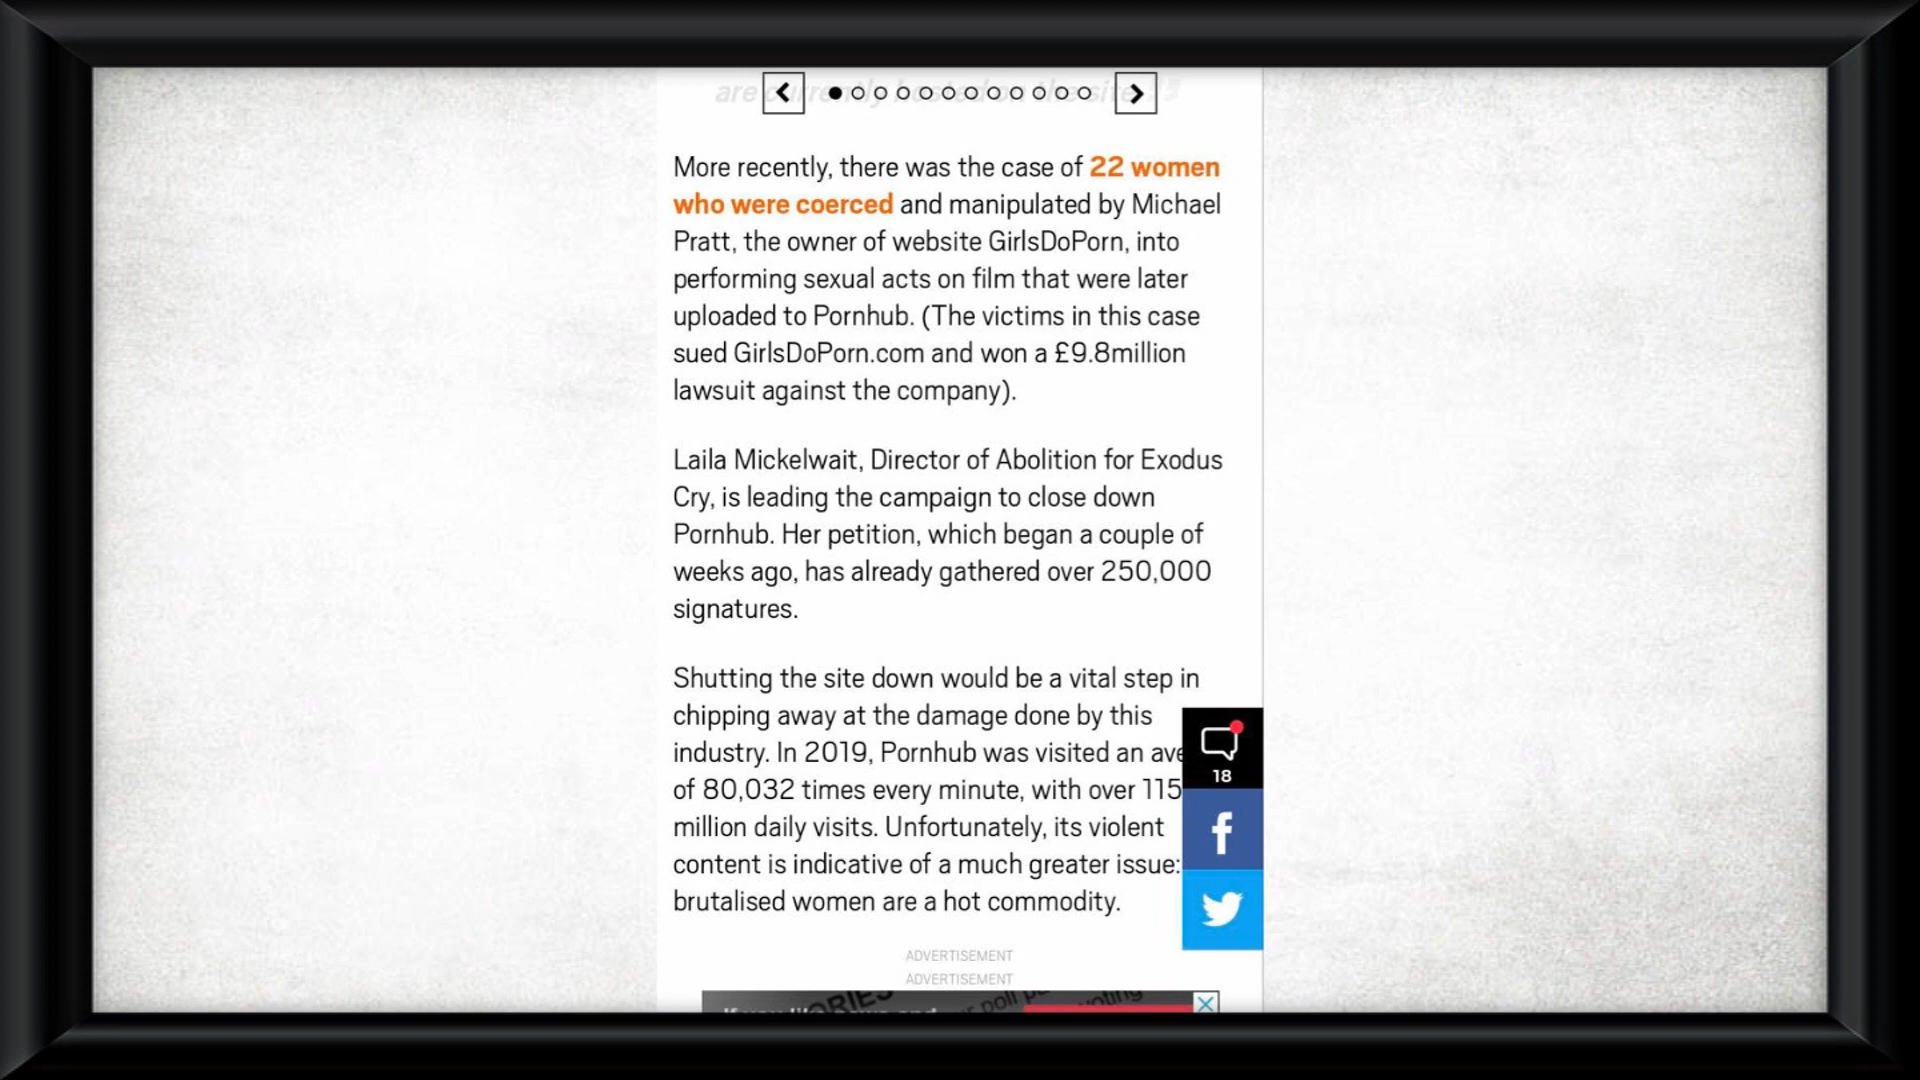 are currently hosted on the site
More recently, there was the case of 22 women
who were coerced and manipulated by Michael
Pratt, the owner of website GirlsDoPorn, into
performing sexual acts on film that were later
uploaded to Pornhub. (The victims in this case
sued GirlsDoPorn.com and won a £9.8million
lawsuit against the company).
Laila Mickelwait, Director of Abolition for Exodus
Cry, is leading the campaign to close down
Pornhub. Her petition, which began a couple of
weeks ago, has already gathered over 250,000
signatures.
Shutting the site down would be a vital step in
chipping away at the damage done by this
industry. In 2019, Pornhub was visited an ave
of 80,032 times every minute, with over 115
million daily visits. Unfortunately, its violent
content is indicative of a much greater issue:
brutalised women are a hot commodity.
18
ADVERTISEMENT
ADVERTISEMENT